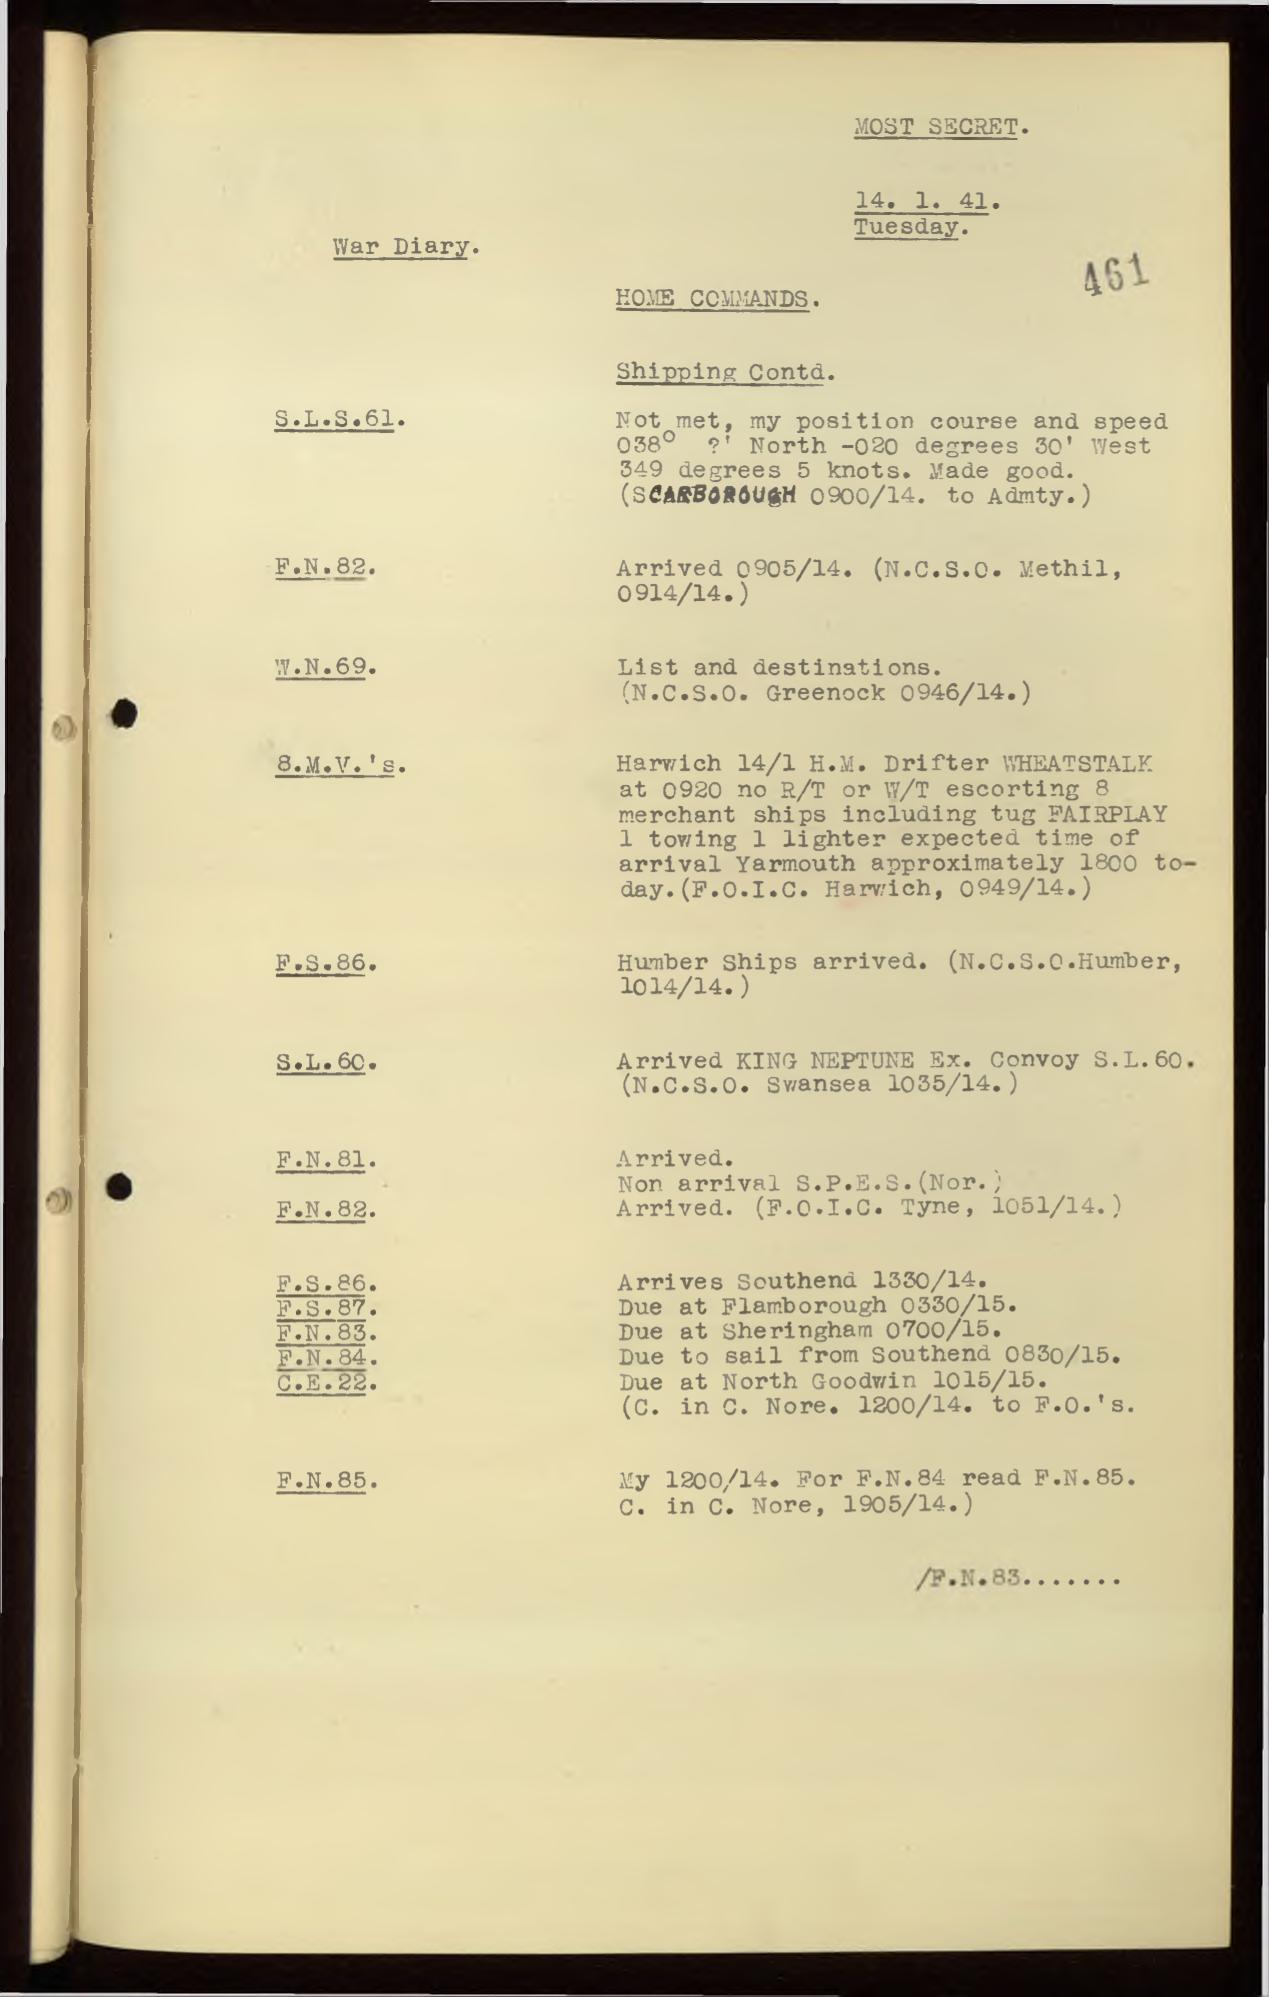 MOST SECRET.
14. 1. 41.
Tuesday.
War Diary.
461
HOME COMMANDS.
Shipping Contd.
S.L.S.61. Not met, my position course and speed
038° ?' North -020 degrees 30' West
349 degrees 5 knots. Made good.
(SCARBOROUGH 0900/14. to Admty.)
F.N.82. Arrived 0905/14. (N.C.S.O. Methil,
0914/14.)
W.N.69. List and destinations.
(N.C.S.O. Greenock 0946/14.)
8.M.V.'s. Harwich 14/1 H.M. Drifter WHEATSTALK
at 0920 no R/T or W/T escorting 8
merchant ships including tug FAIRPLAY
1 towing 1 lighter expected time of
arrival Yarmouth approximately 1800 to-
day.(F.O.I.C. Harwich, 0949/14.)
F.S.86. Humber Ships arrived. (N.C.S.O.Humber,
1014/14.)
S.L.60. Arrived KING NEPTUNE Ex. Convoy S.L.60.
(N.C.S.O. Swansea 1035/14.)
F.N.81. Arrived.
Non arrival S.P.E.S.(Nor.)
F.N.82. Arrived. (F.O.I.C. Tyne, 1051/14.)
F.S.86. Arrives Southend 1330/14.
F.S.87. Due at Flamborough 0330/15.
F.N.83. Due at Sheringham 0700/15.
F.N.84. Due to sail from Southend 0830/15.
C.E.22. Due at North Goodwin 1015/15.
(C. in C. Nore. 1200/14. to F.O.'s.
F.N.85. My 1200/14. For F.N.84 read F.N.85.
C. in C. Nore, 1905/14.)
/F.N.83.......